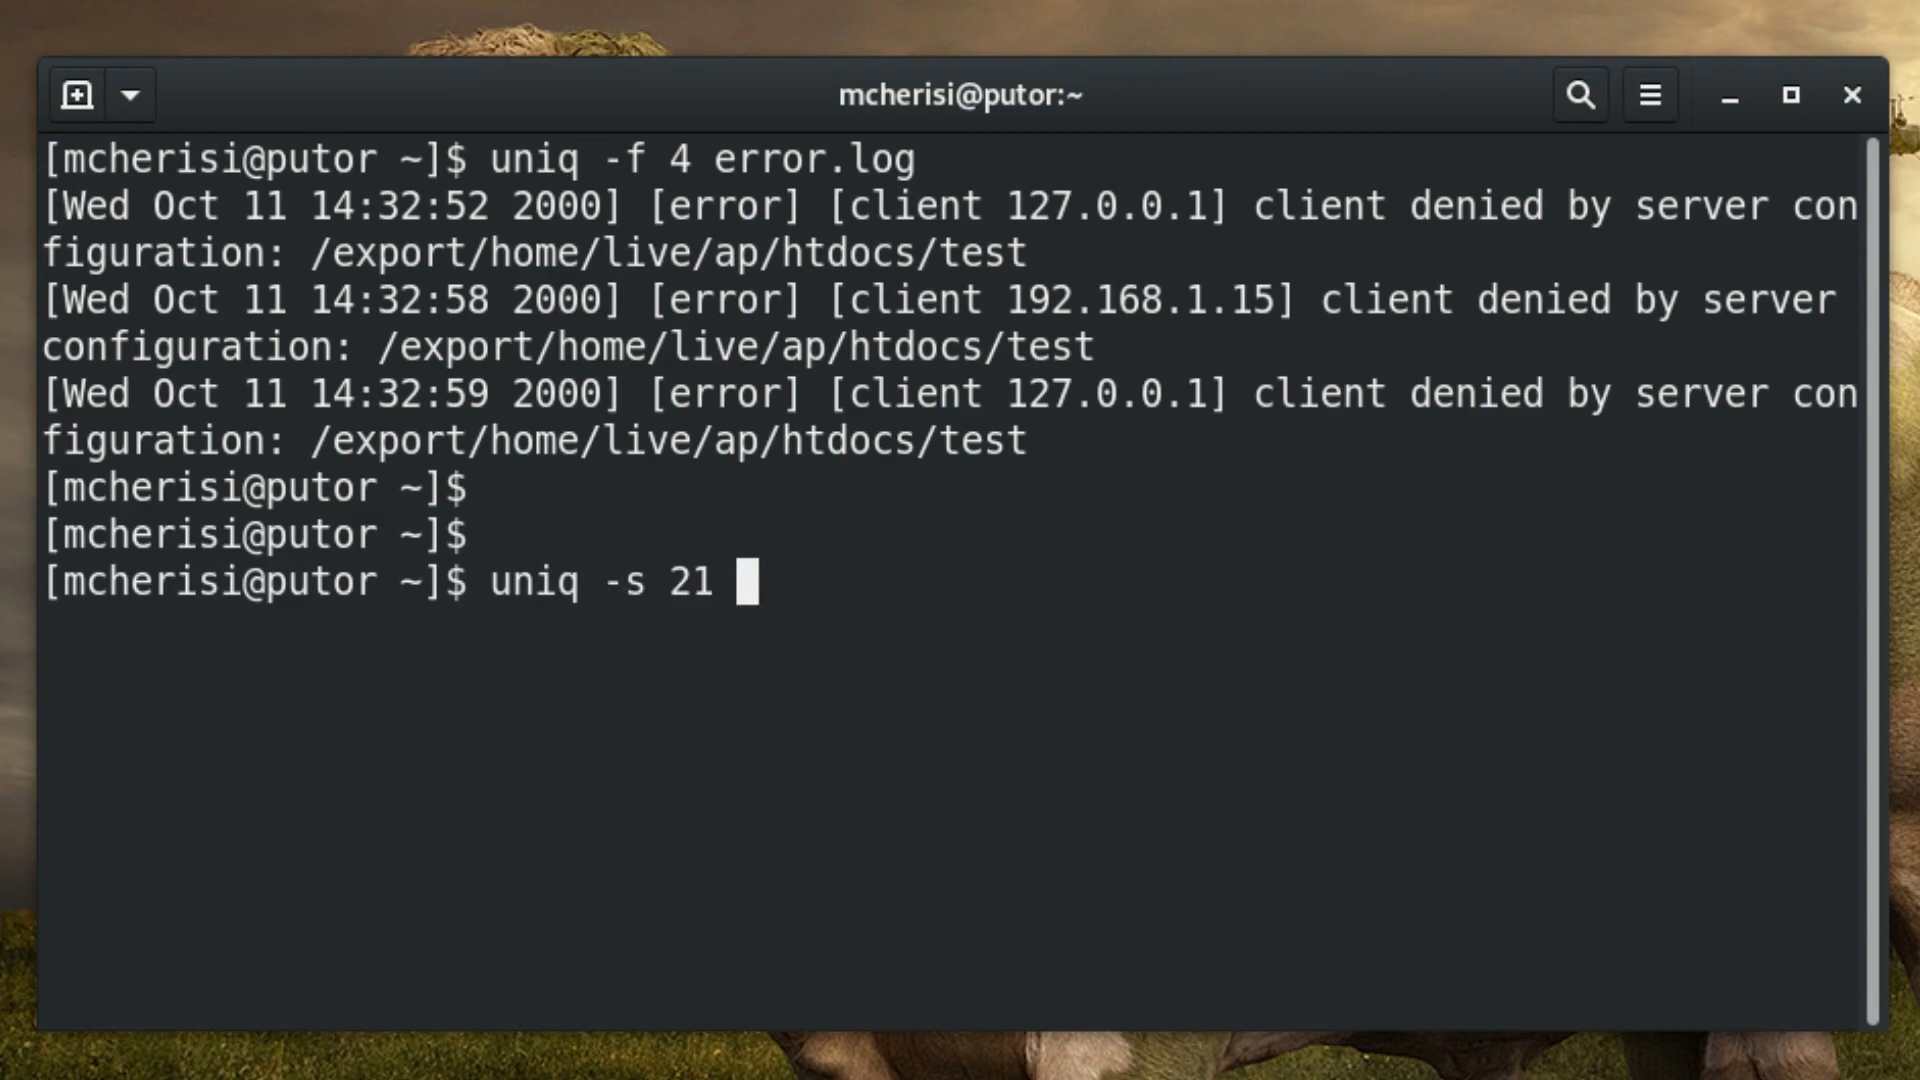 mcherisi@putor:~
[mcherisi@putor ~]$ uniq -f 4 error.log
[Wed Oct 11 14:32:52 2000] [error] [client 127.0.0.1] client denied by server con
figuration: /export/home/live/ap/htdocs/test
[Wed Oct 11 14:32:58 2000] [error] [client 192.168.1.15] client denied by server
configuration: /export/home/live/ap/htdocs/test
[Wed Oct 11 14:32:59 2000] [error] [client 127.0.0.1] client denied by server con
figuration: /export/home/live/ap/htdocs/test
[mcherisi@putor ~]$
[mcherisi@putor ~]$
[mcherisi@putor ~]$ uniq -s 21